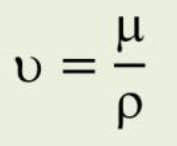 υ = μ / ρ